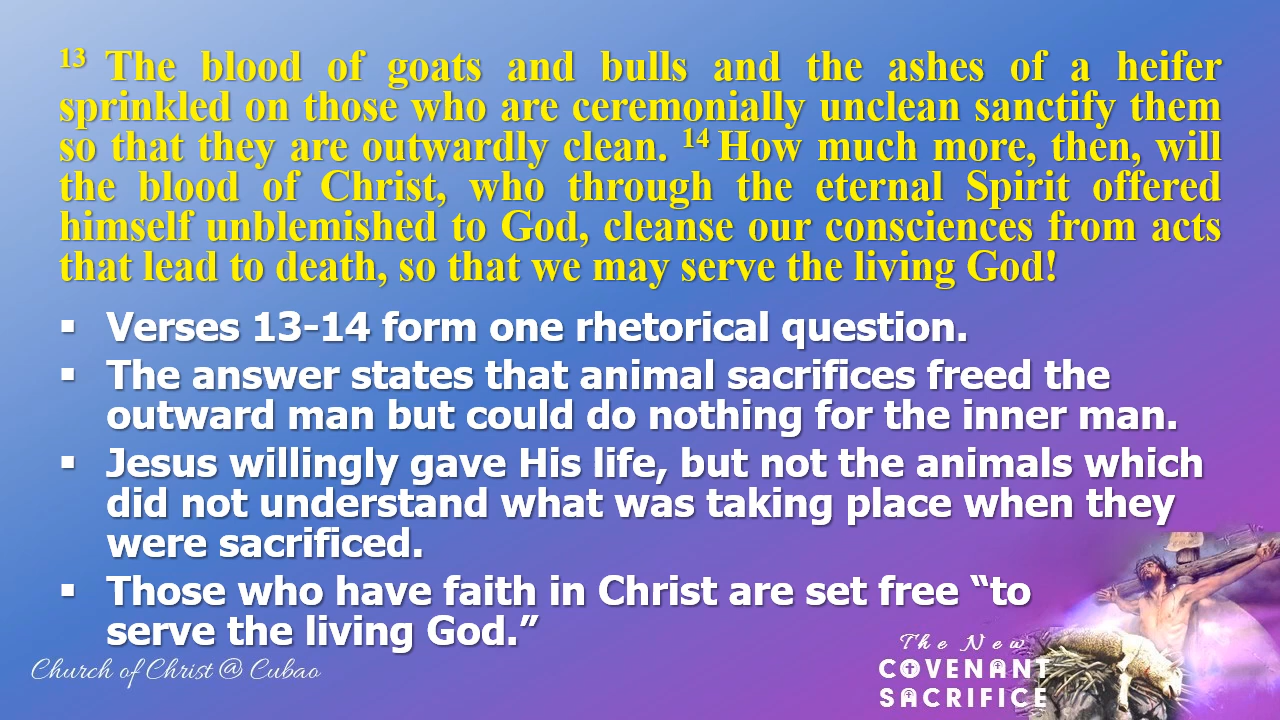 13 The blood of goats and bulls and the ashes of a heifer
sprinkled on those who are ceremonially unclean sanctify them
so that they are outwardly clean. 14 How much more, then, will
the blood of Christ, who through the eternal Spirit offered
himself unblemished to God, cleanse our consciences from acts
that lead to death, so that we may serve the living God!
▪ Verses 13-14 form one rhetorical question.
▪ The answer states that animal sacrifices freed the
outward man but could do nothing for the inner man.
▪ Jesus willingly gave His life, but not the animals which
did not understand what was taking place when they
were sacrificed.
▪ Those who have faith in Christ are set free “to
serve the living God.”
Church of Christ @ Cubao
The New
COVENANT
SACRIFICE